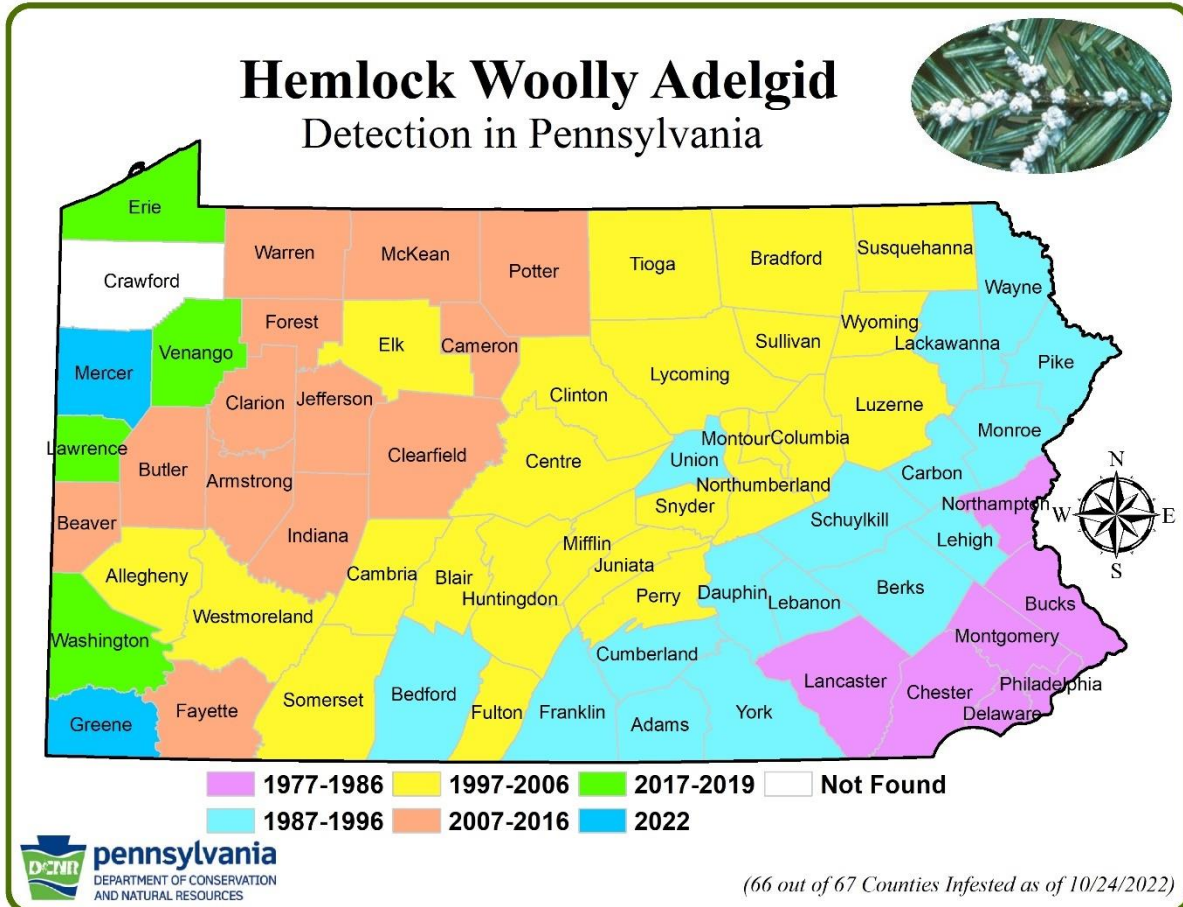 Hemlock Woolly Adelgid
Detection in Pennsylvania
Erie
Crawford
Warren
McKean
Potter
Tioga
Bradford
Susquehanna
Wayne
Mercer
Venango
Forest
Elk
Cameron
Sullivan
Wyoming
Lackawanna
Pike
Lawrence
Clarion
Jefferson
Clinton
Lycoming
Luzerne
Butler
Armstrong
Clearfield
Centre
Union
Montour
Columbia
Monroe
Carbon
Beaver
Indiana
Snyder
Northumberland
Schuylkill
Northampton
Lehigh
Allegheny
Westmoreland
Cambria
Blair
Huntingdon
Mifflin
Juniata
Perry
Dauphin
Lebanon
Berks
Bucks
Washington
Cumberland
Montgomery
Greene
Fayette
Somerset
Bedford
Fulton
Franklin
Adams
York
Lancaster
Chester
Philadelphia
Delaware
N
W E
S
1977-1986 1997-2006 2017-2019 Not Found
1987-1996 2007-2016 2022
DCNR
pennsylvania
DEPARTMENT OF CONSERVATION
AND NATURAL RESOURCES
(66 out of 67 Counties Infested as of 10/24/2022)